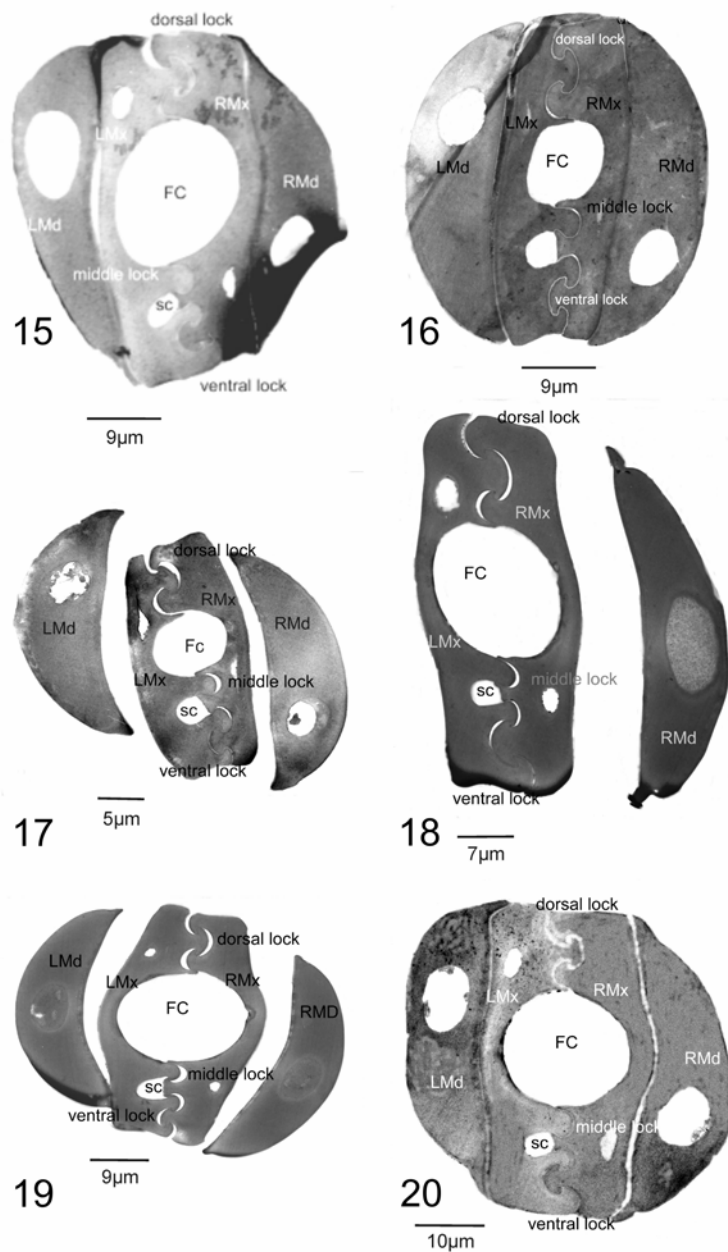 dorsal lock
LMx
RMx
FC
LMd
RMd
middle lock
sc
15
ventral lock
9µm
dorsal lock
LMx
RMx
FC
LMd
RMd
middle lock
ventral lock
16
9µm
dorsal lock
RMx
LMd
Fc
RMd
LMx
middle lock
sc
ventral lock
17
5µm
dorsal lock
RMx
FC
LMx
middle lock
sc
RMd
ventral lock
18
7µm
LMd
dorsal lock
LMx
RMx
FC
RMD
middle lock
sc
ventral lock
19
9µm
dorsal lock
LMx
RMx
FC
LMd
RMd
middle lock
sc
20
ventral lock
10µm